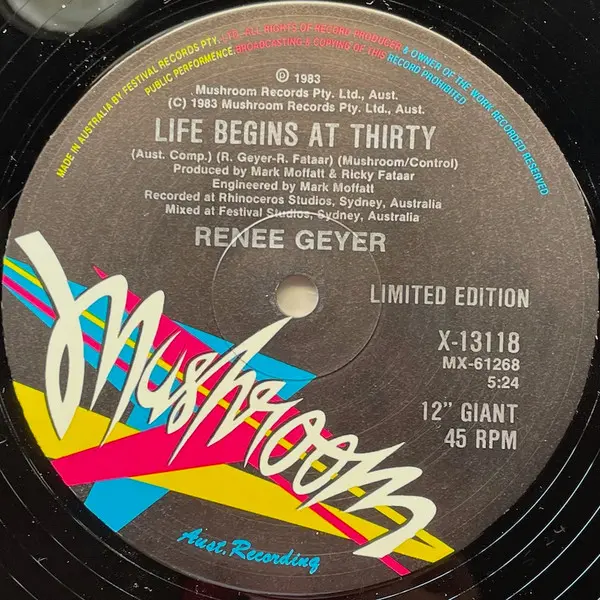 MADE IN AUSTRALIA BY FESTIVAL RECORDS PTY. LTD. ALL RIGHTS OF RECORD PRODUCER & OWNER OF THE WORK RECORDED RESERVED
PUBLIC PERFORMENCE, BROADCASTING & COPYING OF THIS RECORD PROHIBITED
℗ 1983
Mushroom Records Pty. Ltd., Aust.
(C) 1983 Mushroom Records Pty. Ltd., Aust.
LIFE BEGINS AT THIRTY
(Aust. Comp.) (R. Geyer-R. Fataar) (Mushroom/Control)
Produced by Mark Moffatt & Ricky Fataar
Engineered by Mark Moffatt
Recorded at Rhinoceros Studios, Sydney, Australia
Mixed at Festival Studios, Sydney, Australia
RENEE GEYER
LIMITED EDITION
X-13118
MX-61268
5:24
12" GIANT
45 RPM
Mushroom
Aust. Recording